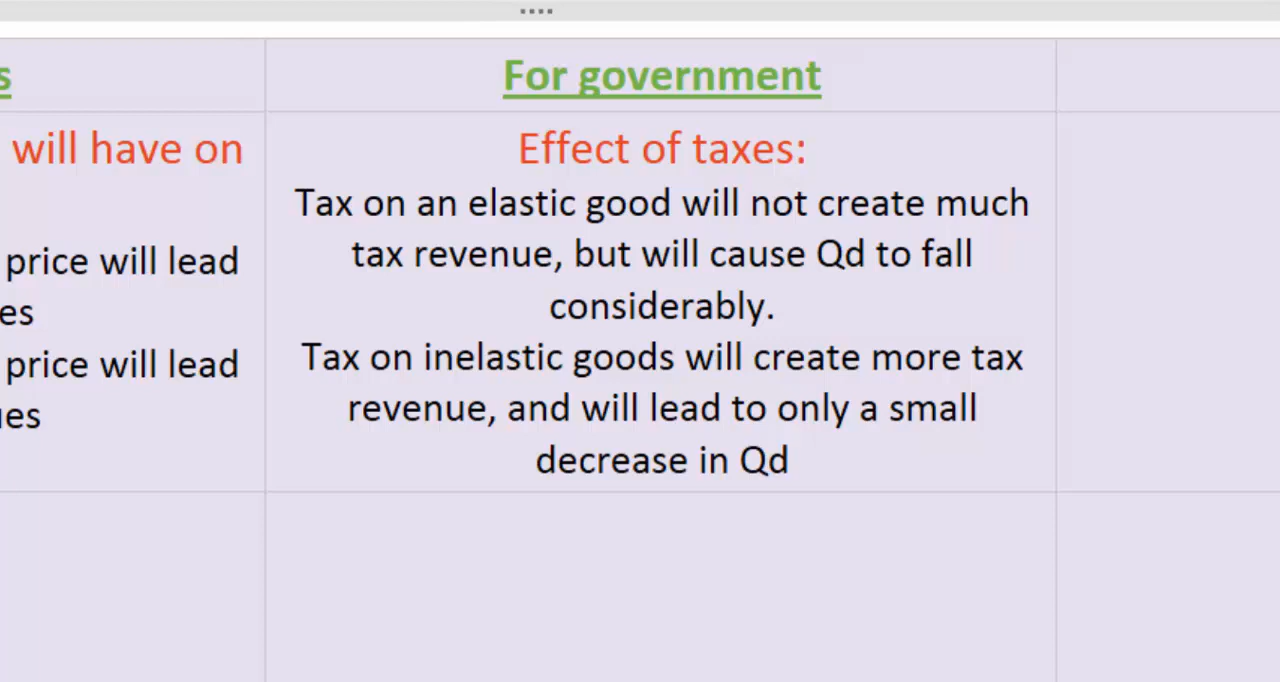 For government
will have on
Effect of taxes:
Tax on an elastic good will not create much
price will lead
tax revenue, but will cause Qd to fall
considerably.
price will lead
Tax on inelastic goods will create more tax
revenue, and will lead to only a small
decrease in Qd